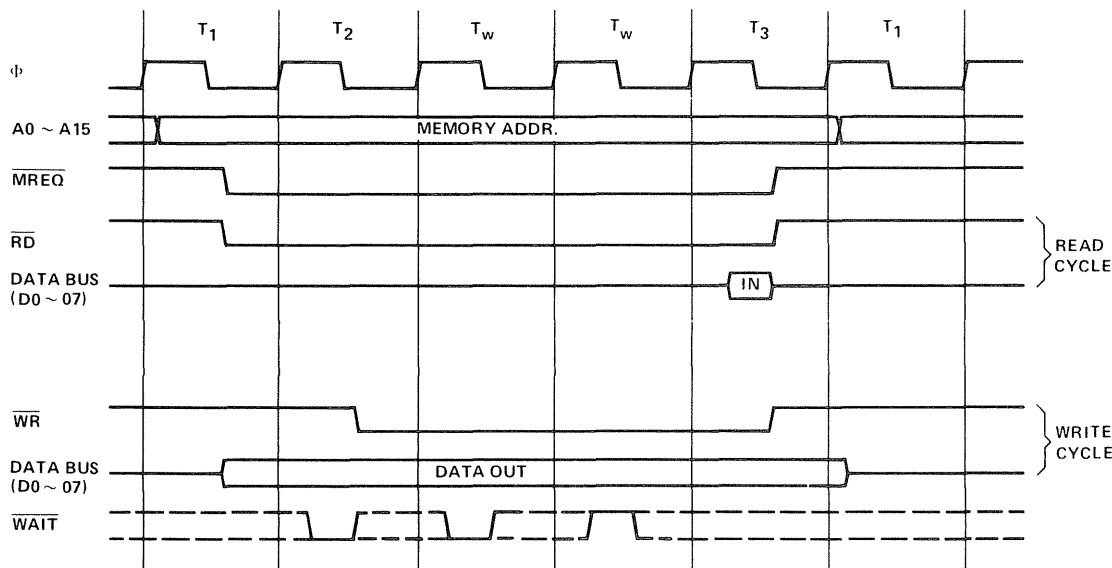 T1 T2 Tw Tw T3 T1
Φ
A0 ~ A15 MEMORY ADDR.
MREQ
RD
READ
CYCLE
DATA BUS
(D0 ~ 07)
IN
WR
WRITE
CYCLE
DATA BUS
(D0 ~ 07)
DATA OUT
WAIT